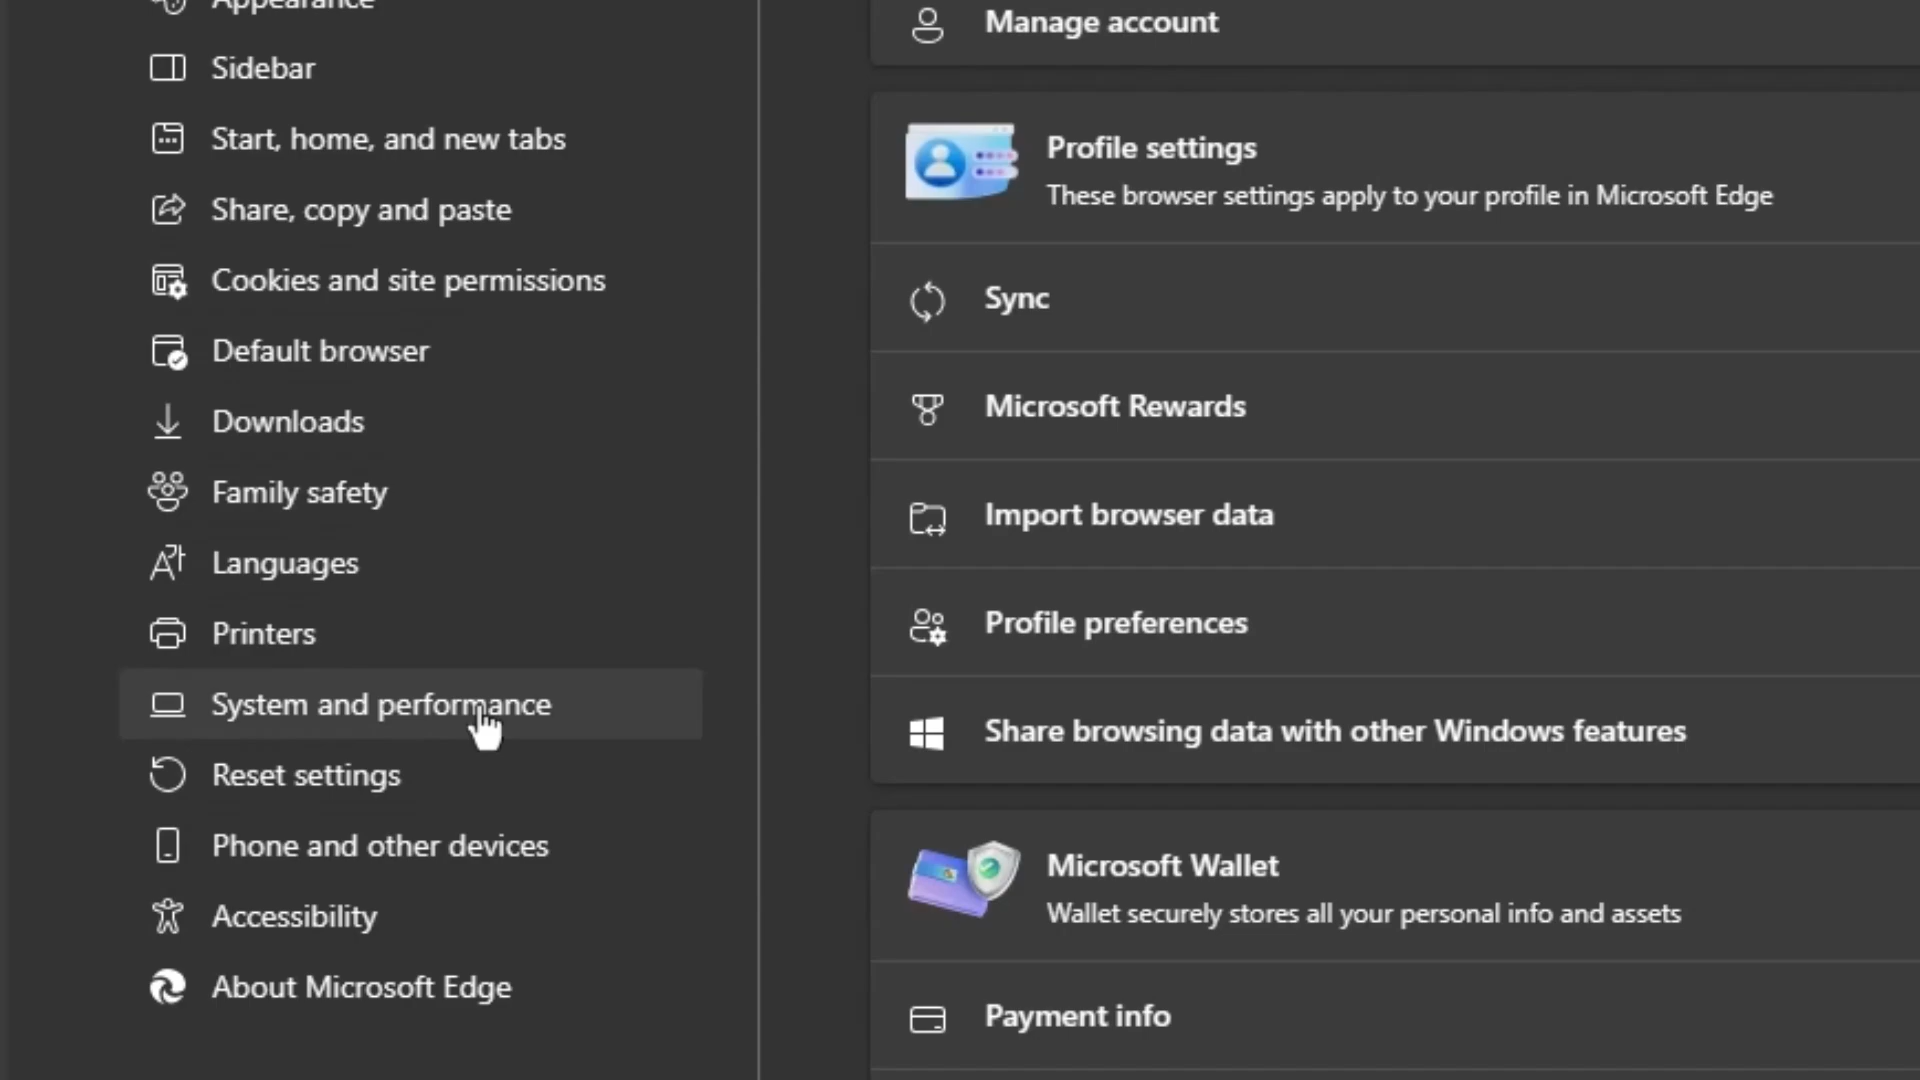 Appearance
Sidebar
Start, home, and new tabs
Share, copy and paste
Cookies and site permissions
Default browser
Downloads
Family safety
Languages
Printers
System and performance
Reset settings
Phone and other devices
Accessibility
About Microsoft Edge
Manage account
Profile settings
These browser settings apply to your profile in Microsoft Edge
Sync
Microsoft Rewards
Import browser data
Profile preferences
Share browsing data with other Windows features
Microsoft Wallet
Wallet securely stores all your personal info and assets
Payment info